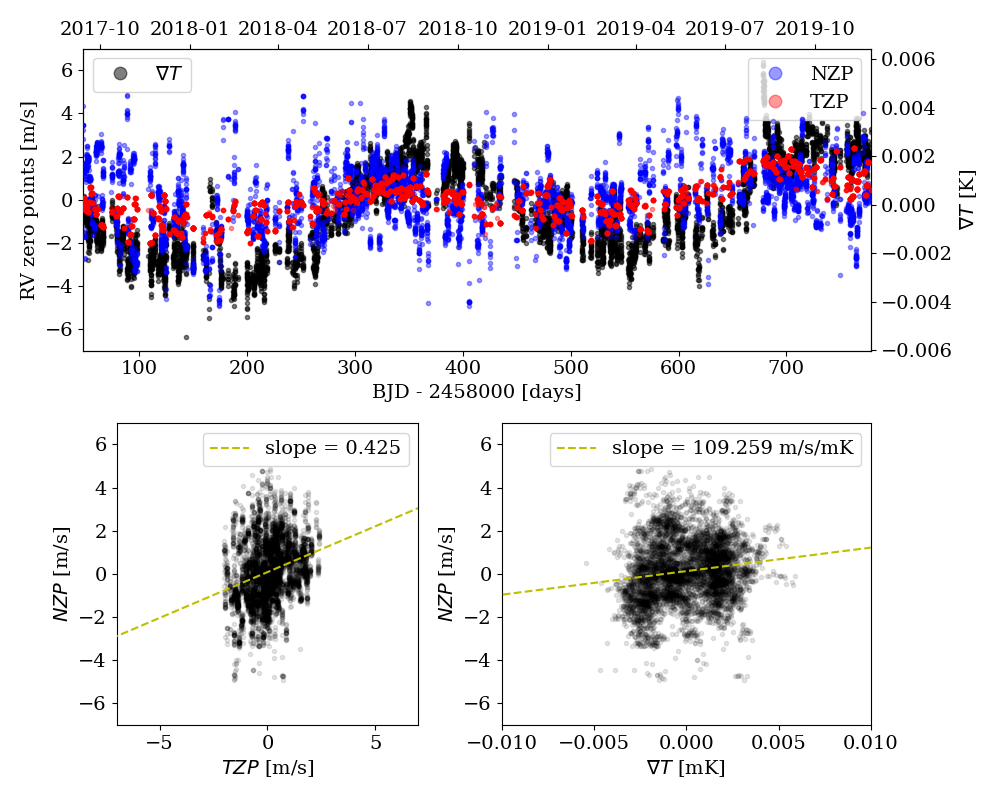 2017-10 2018-01 2018-04 2018-07 2018-10 2019-01 2019-04 2019-07 2019-10
6
4
2
0
−2
−4
−6
RV zero points [m/s]
∇T
NZP
TZP
0.006
0.004
0.002
0.000
−0.002
−0.004
−0.006
∇T [K]
100 200 300 400 500 600 700
BJD - 2458000 [days]
slope = 0.425
6
4
2
0
−2
−4
−6
NZP [m/s]
−5 0 5
TZP [m/s]
slope = 109.259 m/s/mK
6
4
2
0
−2
−4
−6
NZP [m/s]
−0.010 −0.005 0.000 0.005 0.010
∇T [mK]